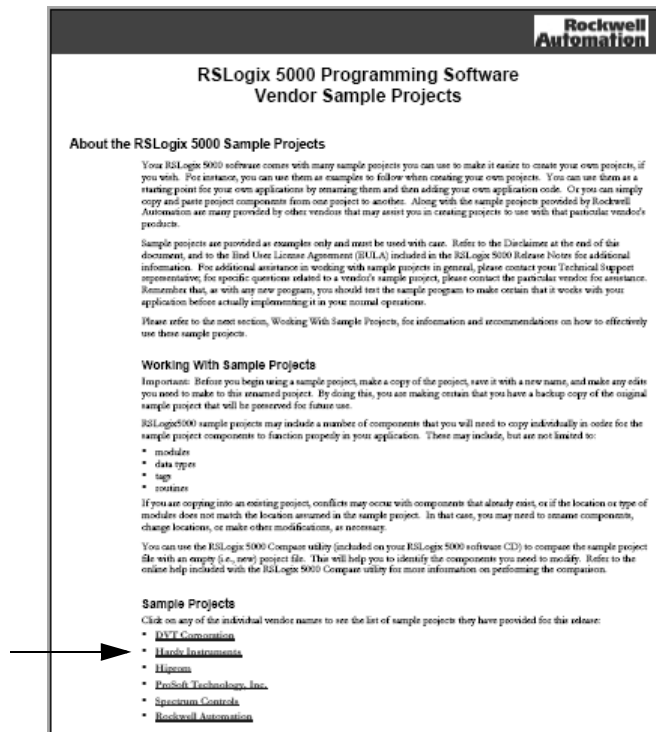 Rockwell
Automation
RSLogix 5000 Programming Software
Vendor Sample Projects
About the RSLogix 5000 Sample Projects
Your RSLogix 5000 software comes with many sample projects you can use to make it easier to create your own projects, if
you wish. For instance, you can use them as examples to follow when creating your own projects. You can use them as a
starting point for your own applications by renaming them and then adding your own application code. Or you can simply
copy and paste project components from one project to another. Along with the sample projects provided by Rockwell
Automation are many provided by other vendors that may assist you in creating projects to use with that particular vendor's
products.
Sample projects are provided as examples only and must be used with care. Refer to the Disclaimer at the end of this
document, and to the End User License Agreement (EULA) included in the RSLogix 5000 Release Notes for additional
information. For additional assistance in working with sample projects in general, please contact your Technical Support
representative; for specific questions related to a vendor's sample project, please contact the particular vendor for assistance.
Remember that, as with any new program, you should test the sample program to make certain that it works with your
application before actually implementing it in your normal operations.
Please refer to the next section, Working With Sample Projects, for information and recommendations on how to effectively
use these sample projects.
Working With Sample Projects
Important: Before you begin using a sample project, make a copy of the project, save it with a new name, and make any edits
you need to make to this renamed project. By doing this, you are making certain that you have a backup copy of the original
sample project that will be preserved for future use.
RSLogix5000 sample projects may include a number of components that you will need to copy individually in order for the
sample project components to function properly in your application. These may include, but are not limited to:
• modules
• data types
• tags
• routines
If you are copying into an existing project, conflicts may occur with components that already exist, or if the location or type of
modules does not match the location assumed in the sample project. In that case, you may need to rename components,
change locations, or make other modifications, as necessary.
You can use the RSLogix 5000 Compare utility (included on your RSLogix 5000 software CD) to compare the sample project
file with an empty (i.e., new) project file. This will help you to identify the components you need to modify. Refer to the
online help included with the RSLogix 5000 Compare utility for more information on performing the comparison.
Sample Projects
Click on any of the individual vendor names to see the list of sample projects they have provided for this release:
• DVT Corporation
• Hardy Instruments
• Hiprom
• ProSoft Technology, Inc.
• Spectrum Controls
• Rockwell Automation